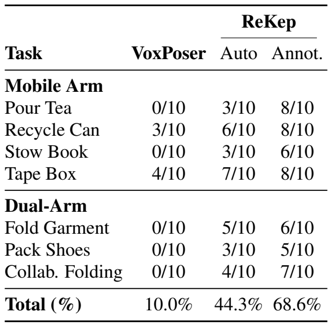 ReKep
Task VoxPoser Auto Annot.
Mobile Arm
Pour Tea 0/10 3/10 8/10
Recycle Can 3/10 6/10 8/10
Stow Book 0/10 3/10 6/10
Tape Box 4/10 7/10 8/10
Dual-Arm
Fold Garment 0/10 5/10 6/10
Pack Shoes 0/10 3/10 5/10
Collab. Folding 0/10 4/10 7/10
Total (%) 10.0% 44.3% 68.6%